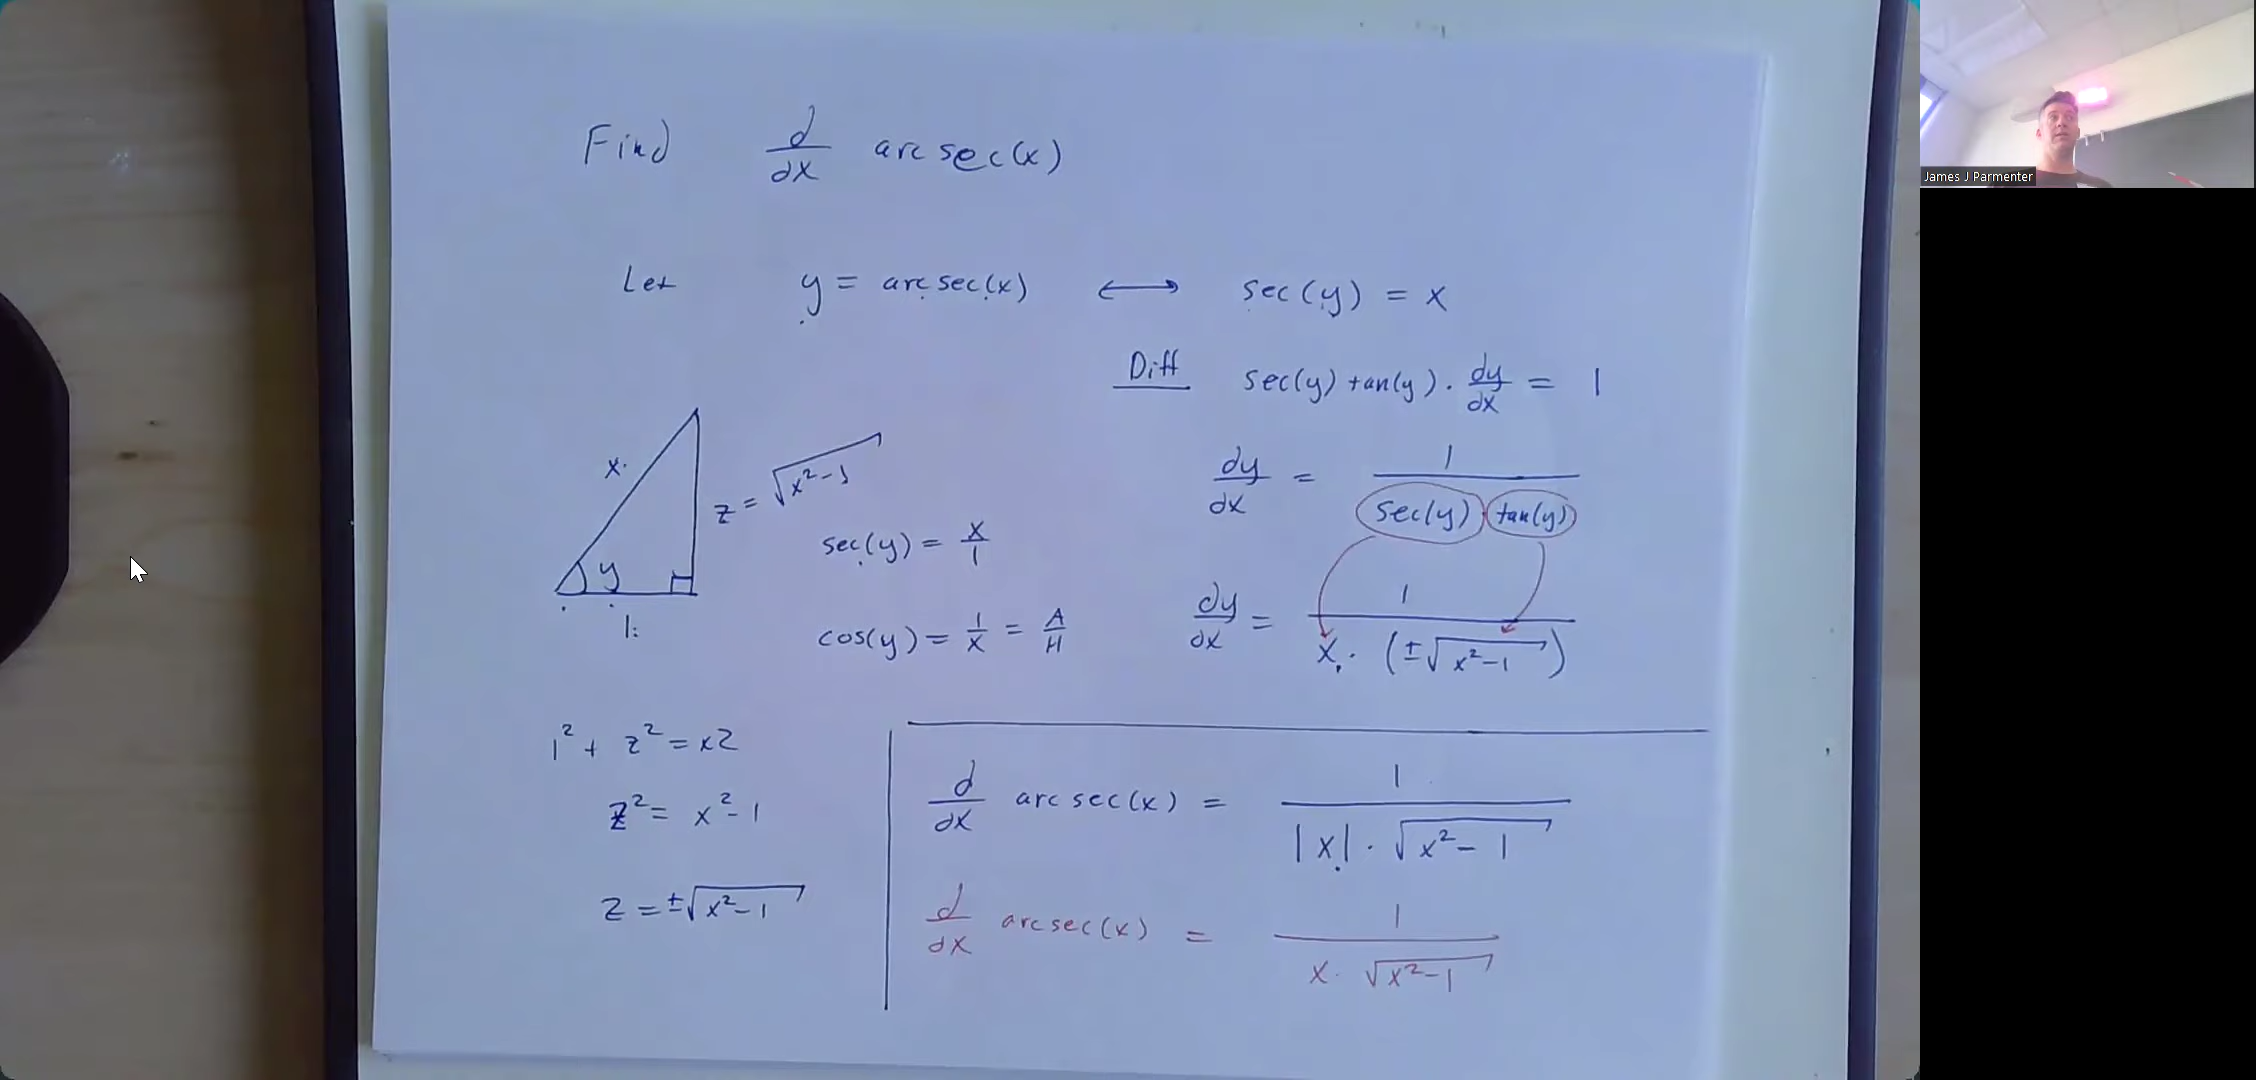 Find d/dx arcsec(x)
Let y = arcsec(x) ⟷ sec(y) = x
Diff sec(y) tan(y) · dy/dx = 1
x
z = √(x²-1)
y
1
sec(y) = x/1
cos(y) = 1/x = A/H
dy/dx = 1/(sec(y) · tan(y))
dy/dx = 1/(x · (±√(x²-1)))
1² + z² = x2
z² = x² - 1
z = ±√(x²-1)
d/dx arcsec(x) = 1/(|x| · √(x²-1))
d/dx arcsec(x) = 1/(x · √(x²-1))
James J Parmenter